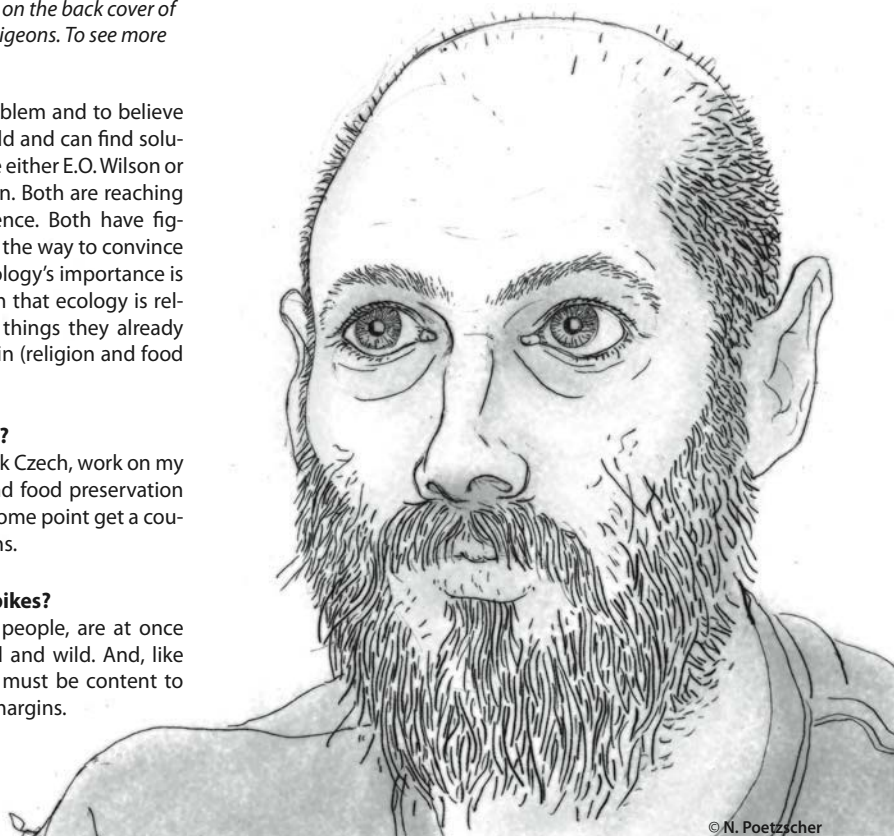 on the back cover of
igeons. To see more
blem and to believe
ld and can find solu-
e either E.O. Wilson or
n. Both are reaching
ence. Both have fig-
the way to convince
ology’s importance is
n that ecology is rel-
things they already
in (religion and food
?
k Czech, work on my
d food preservation
ome point get a cou-
ns.
bikes?
people, are at once
l and wild. And, like
must be content to
margins.
© N. Poetzscher